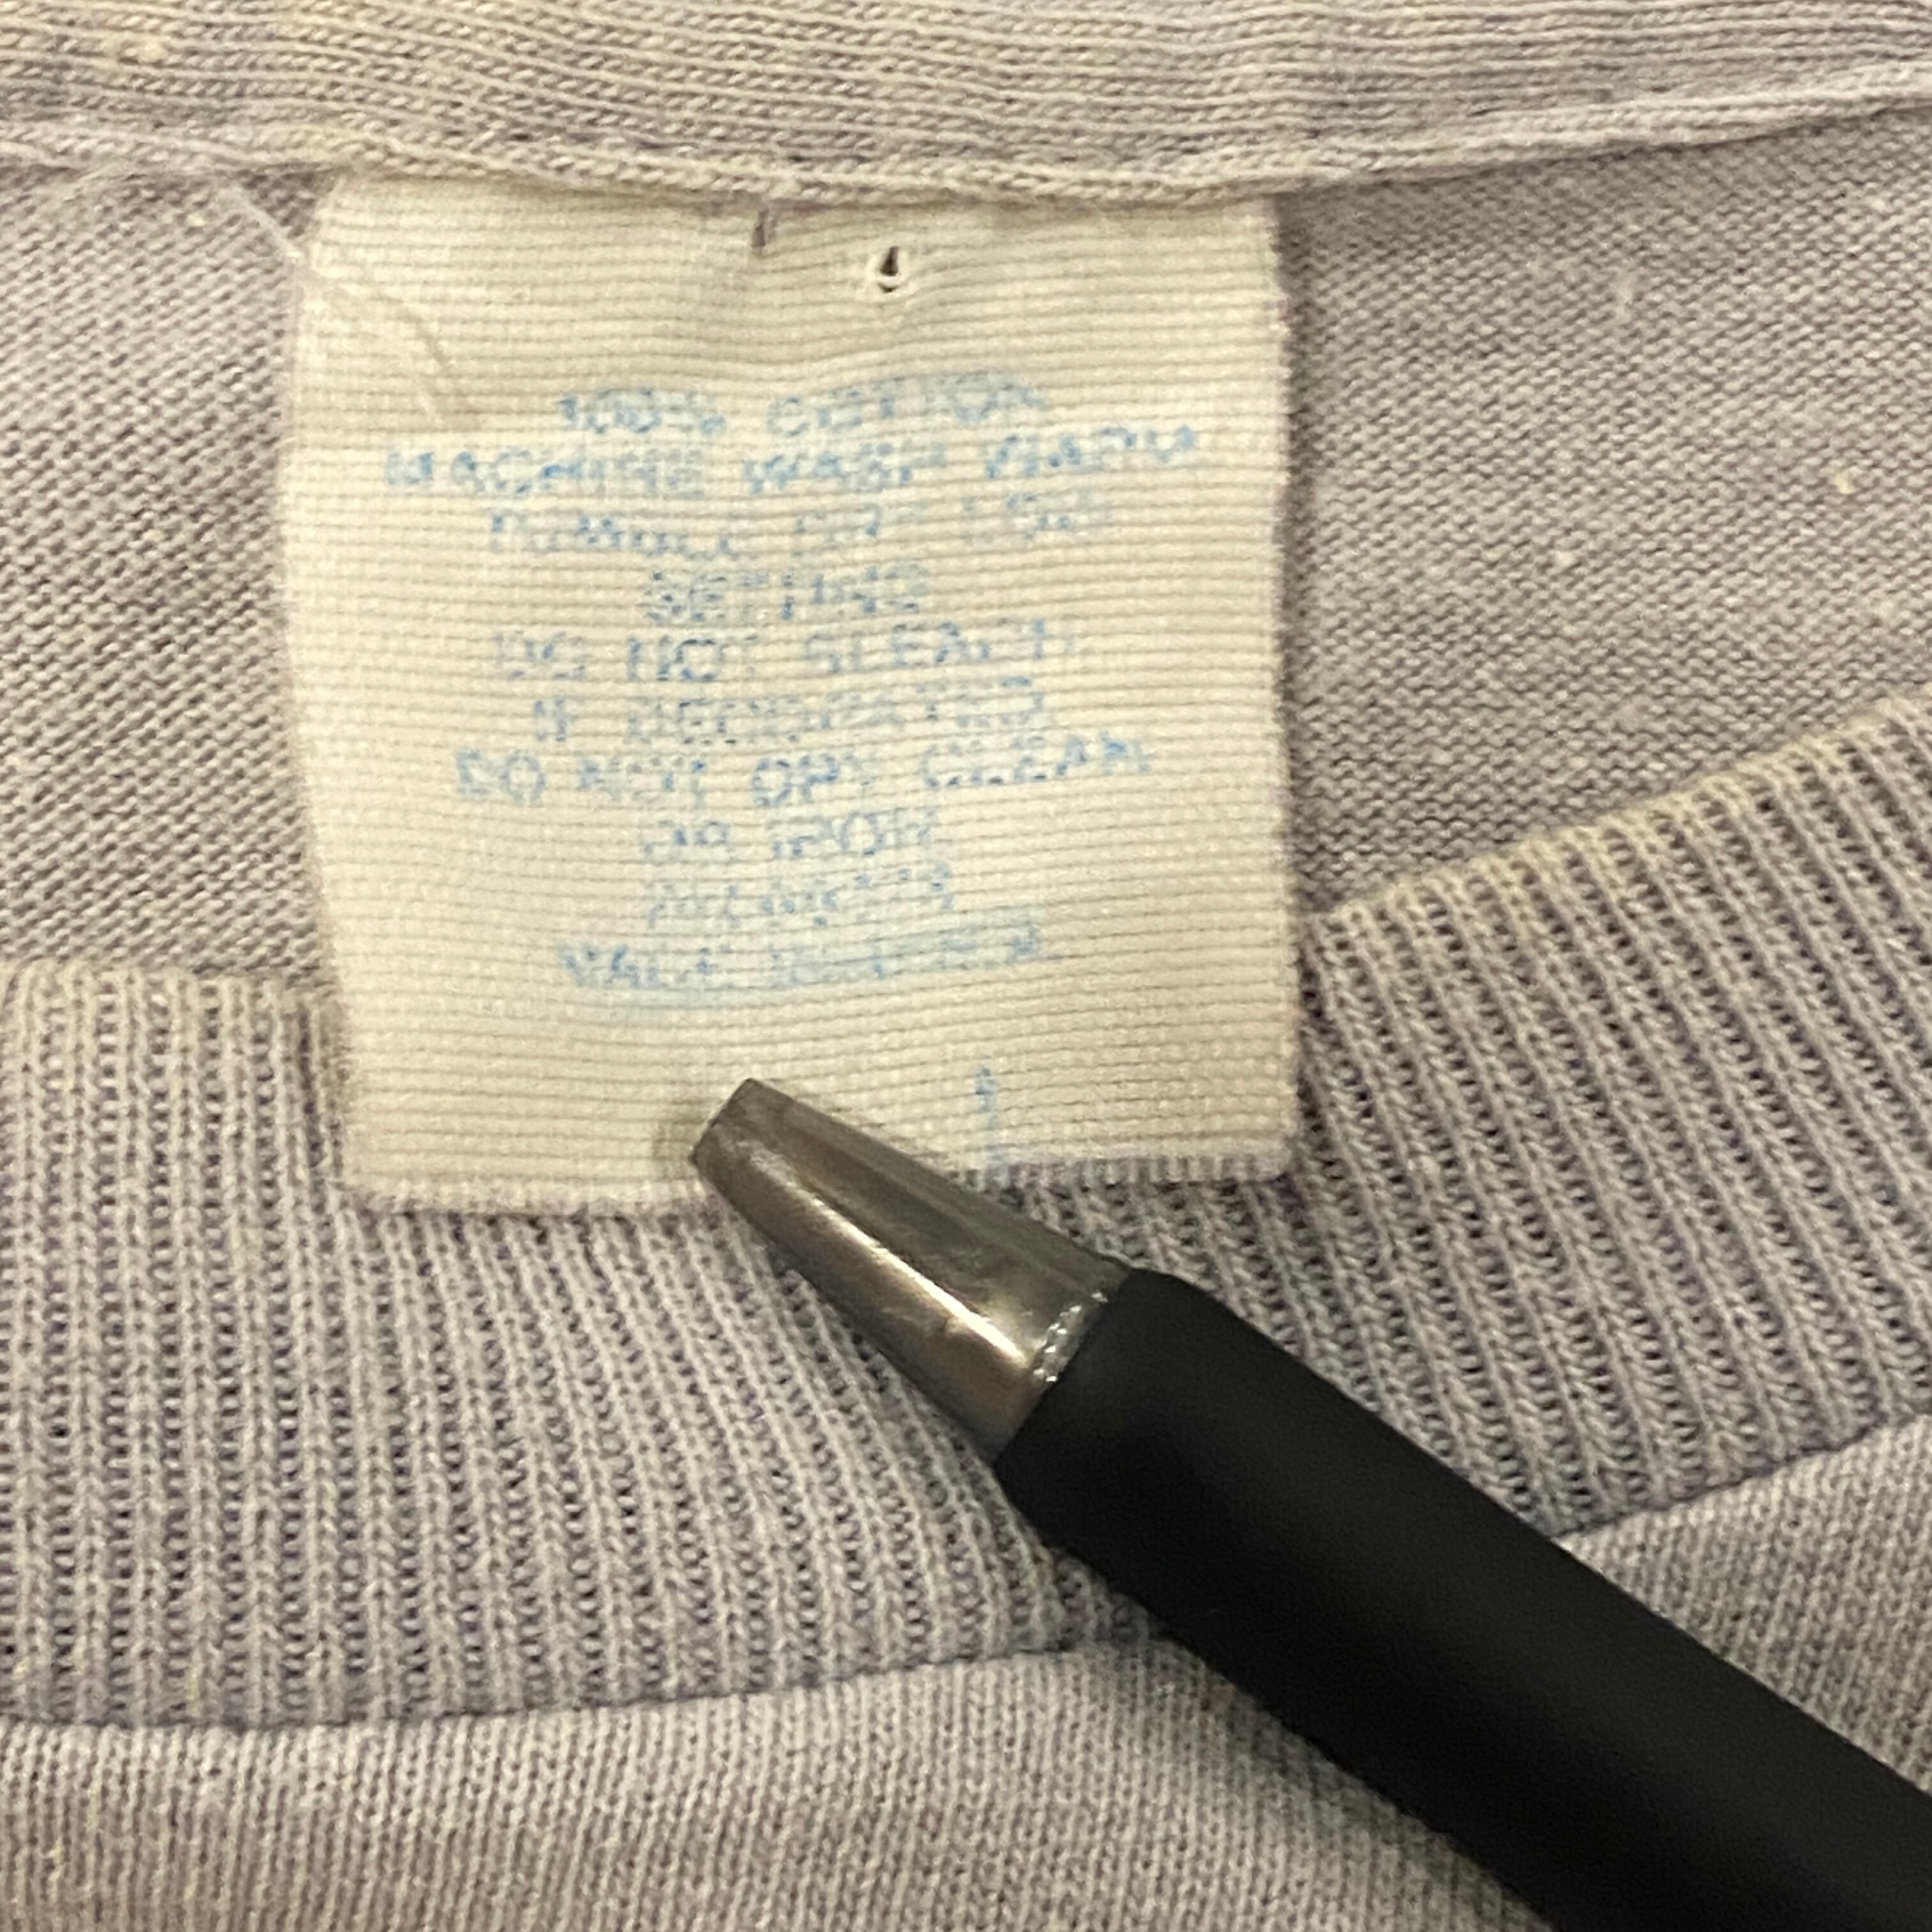 100% COTTON
MACHINE WASH WARM
TUMBLE DRY LOW
SETTING
DO NOT BLEACH
IF DECORATED
DO NOT DRY CLEAN
OR IRON